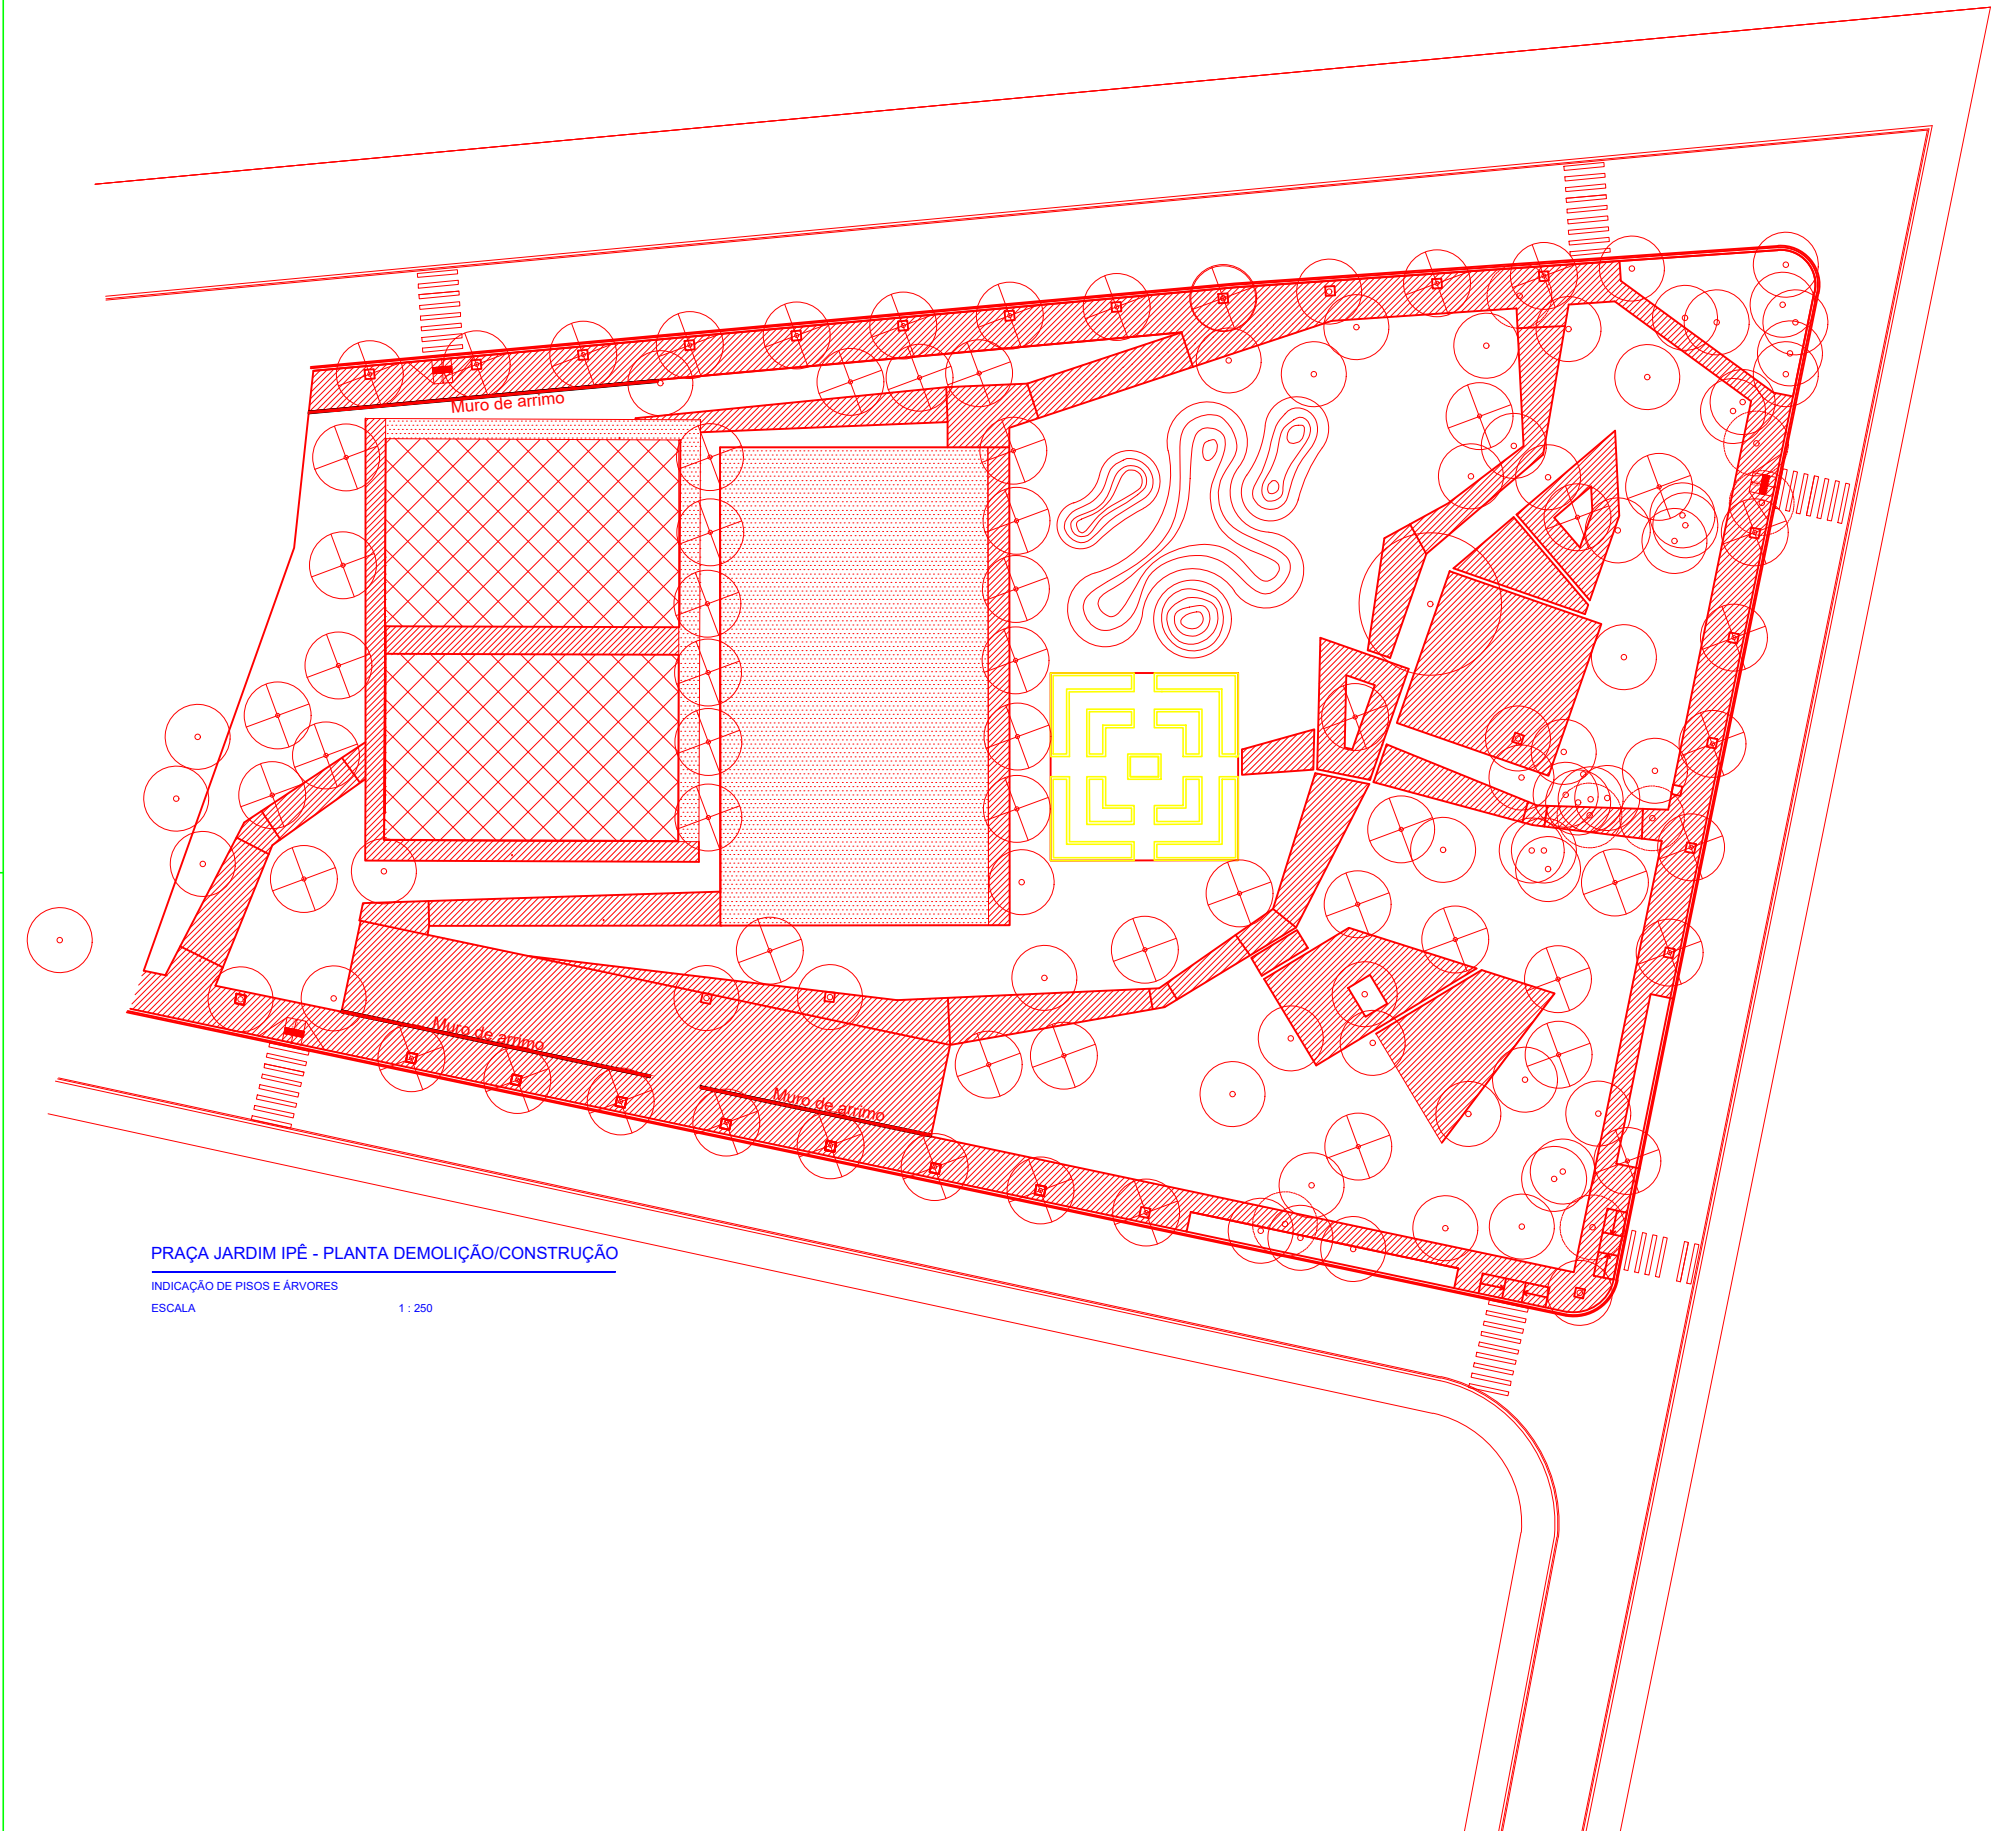 Muro de arrimo
Muro de arrimo
Muro de arrimo
PRAÇA JARDIM IPÊ - PLANTA DEMOLIÇÃO/CONSTRUÇÃO
INDICAÇÃO DE PISOS E ÁRVORES
ESCALA 1 : 250